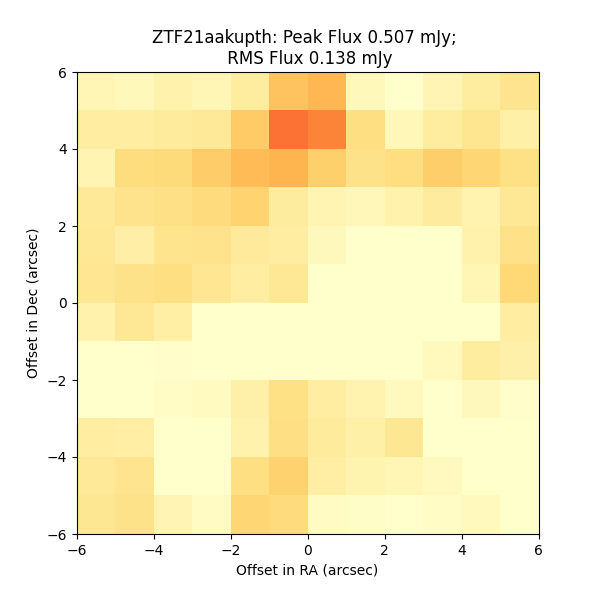 ZTF21aakupth: Peak Flux 0.507 mJy;
RMS Flux 0.138 mJy
6
4
2
0
−2
−4
−6
Offset in Dec (arcsec)
−6 −4 −2 0 2 4 6
Offset in RA (arcsec)